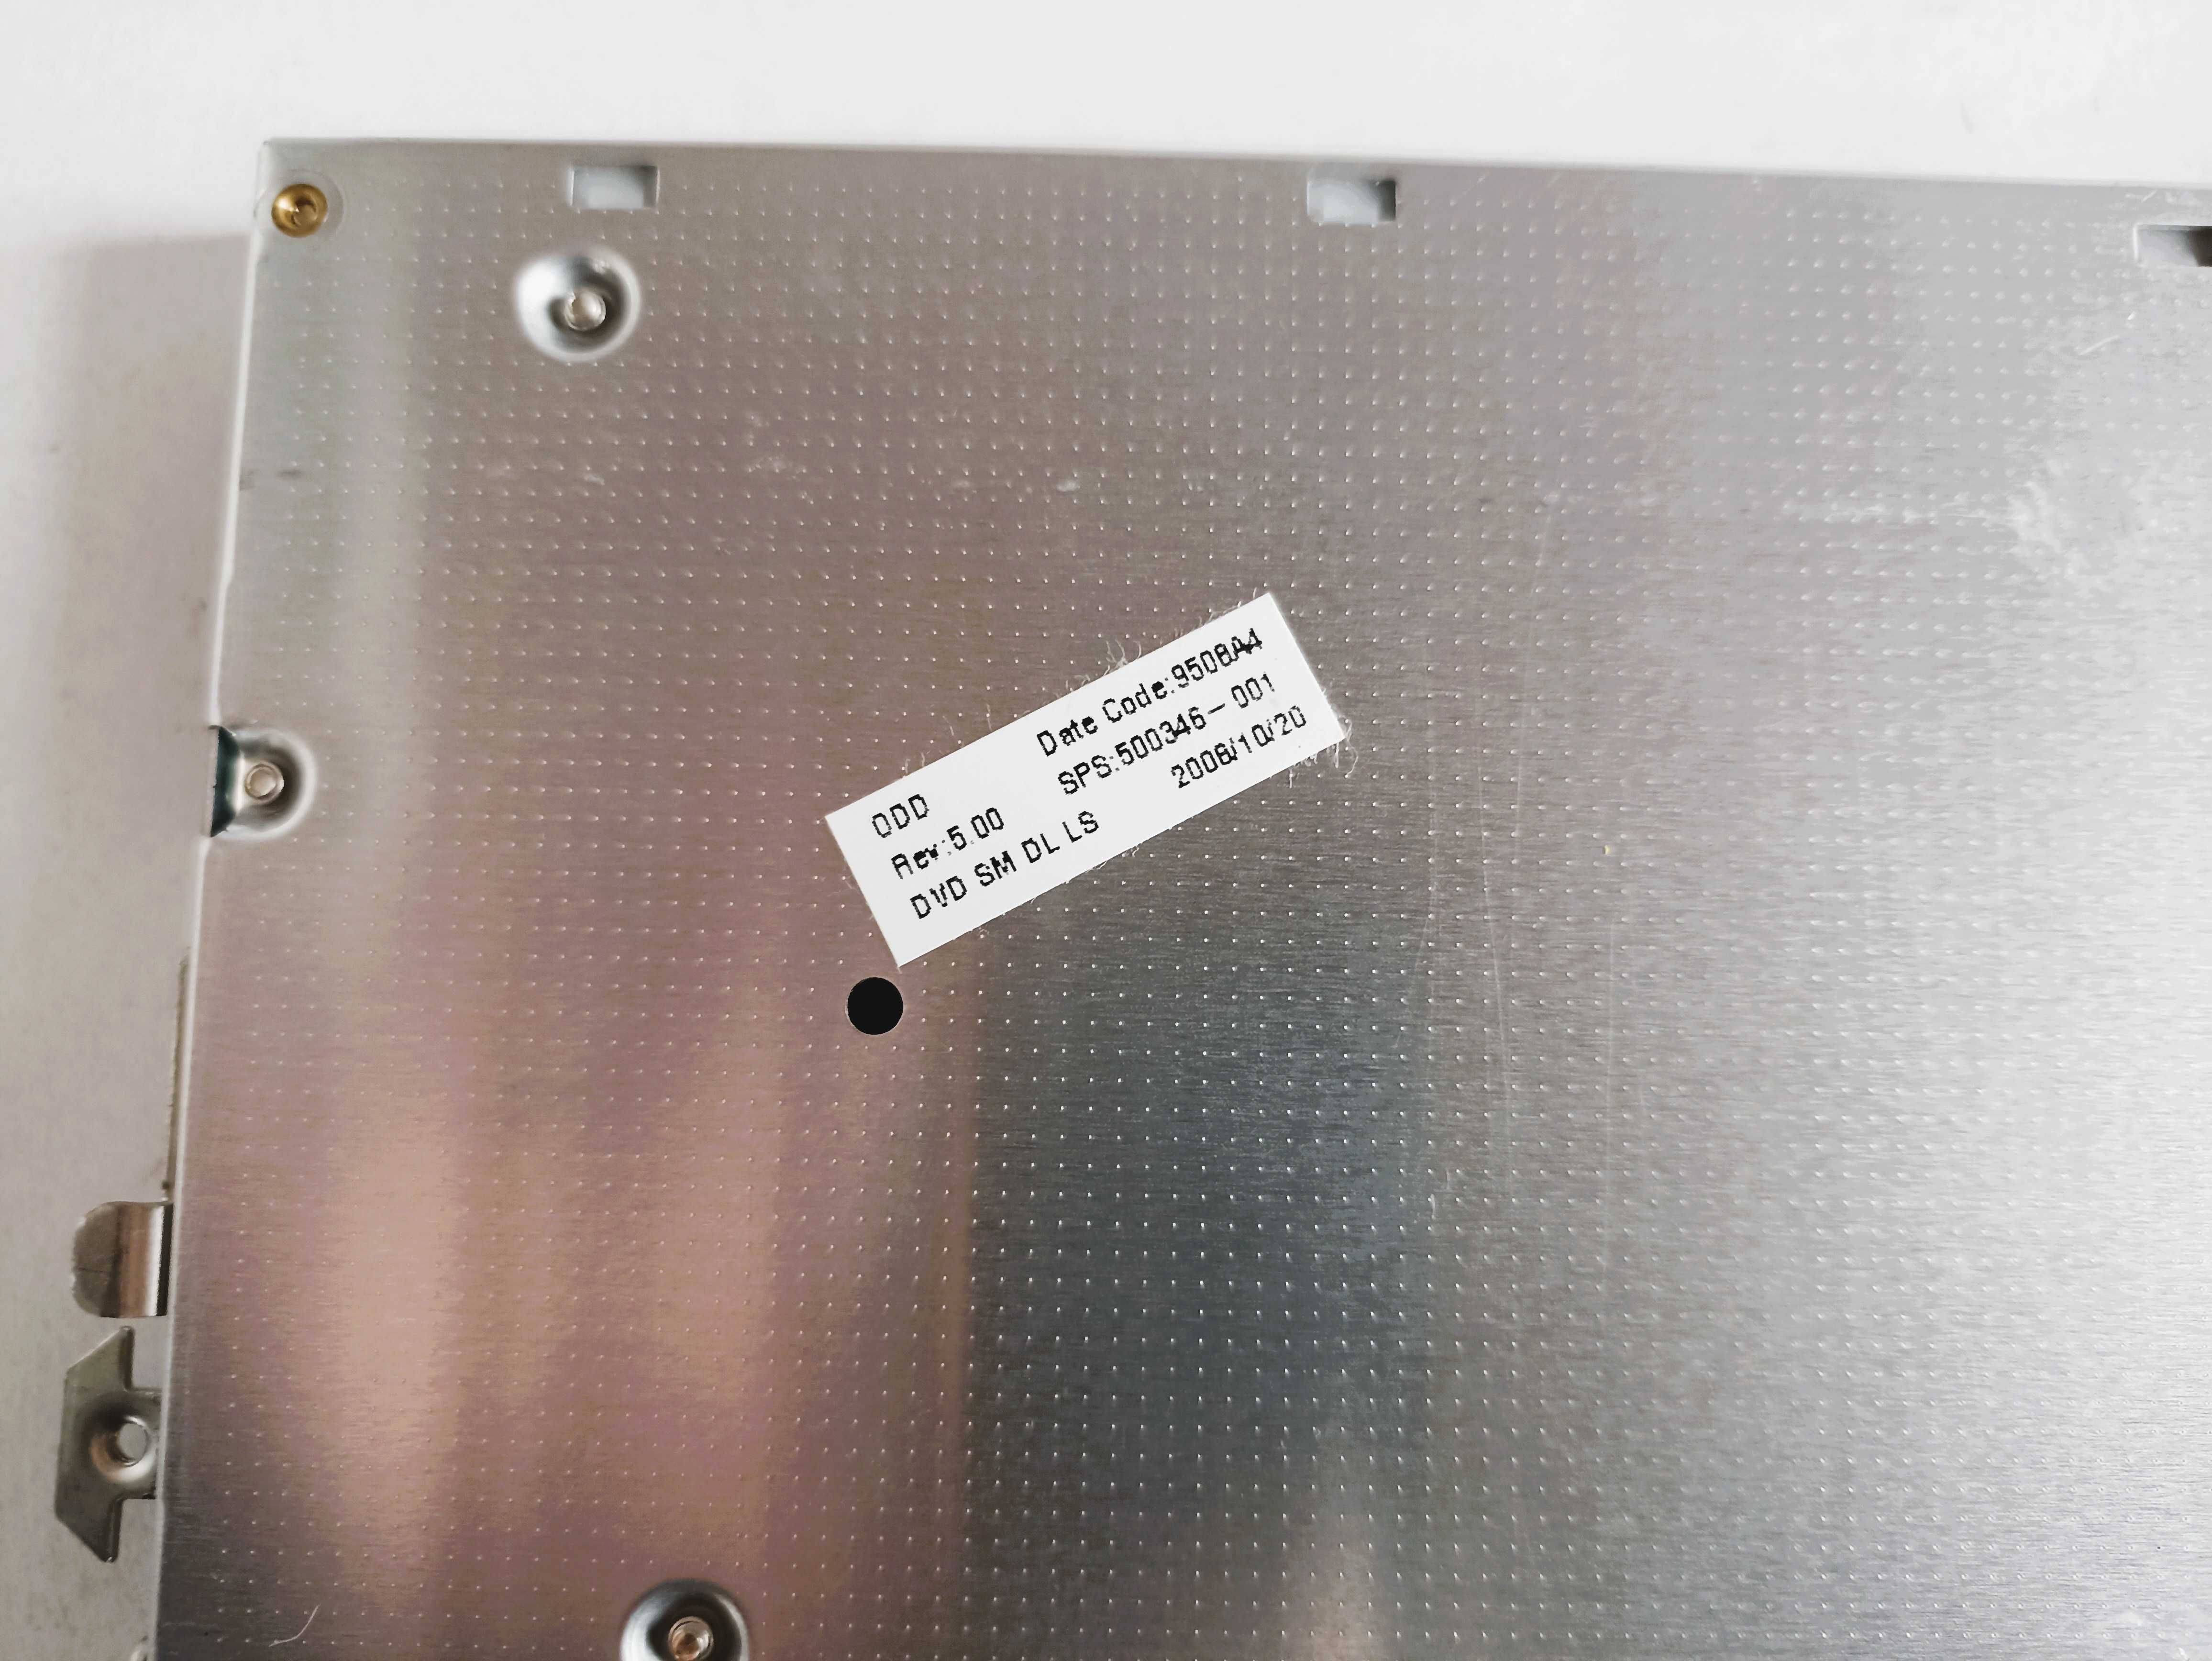 ODD Date Code:9508A4
Rev:5.00 SPS:500346-001
DVD SM DL LS 2008/10/20